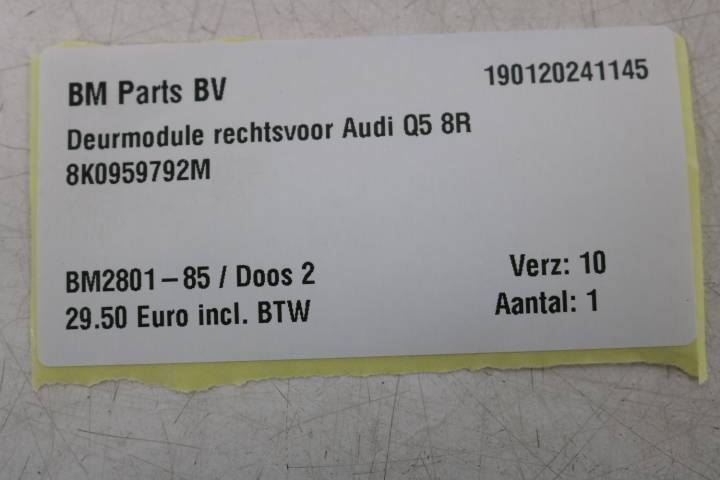 BM Parts BV 190120241145
Deurmodule rechtsvoor Audi Q5 8R
8K0959792M
BM2801-85 / Doos 2 Verz: 10
29.50 Euro incl. BTW Aantal: 1